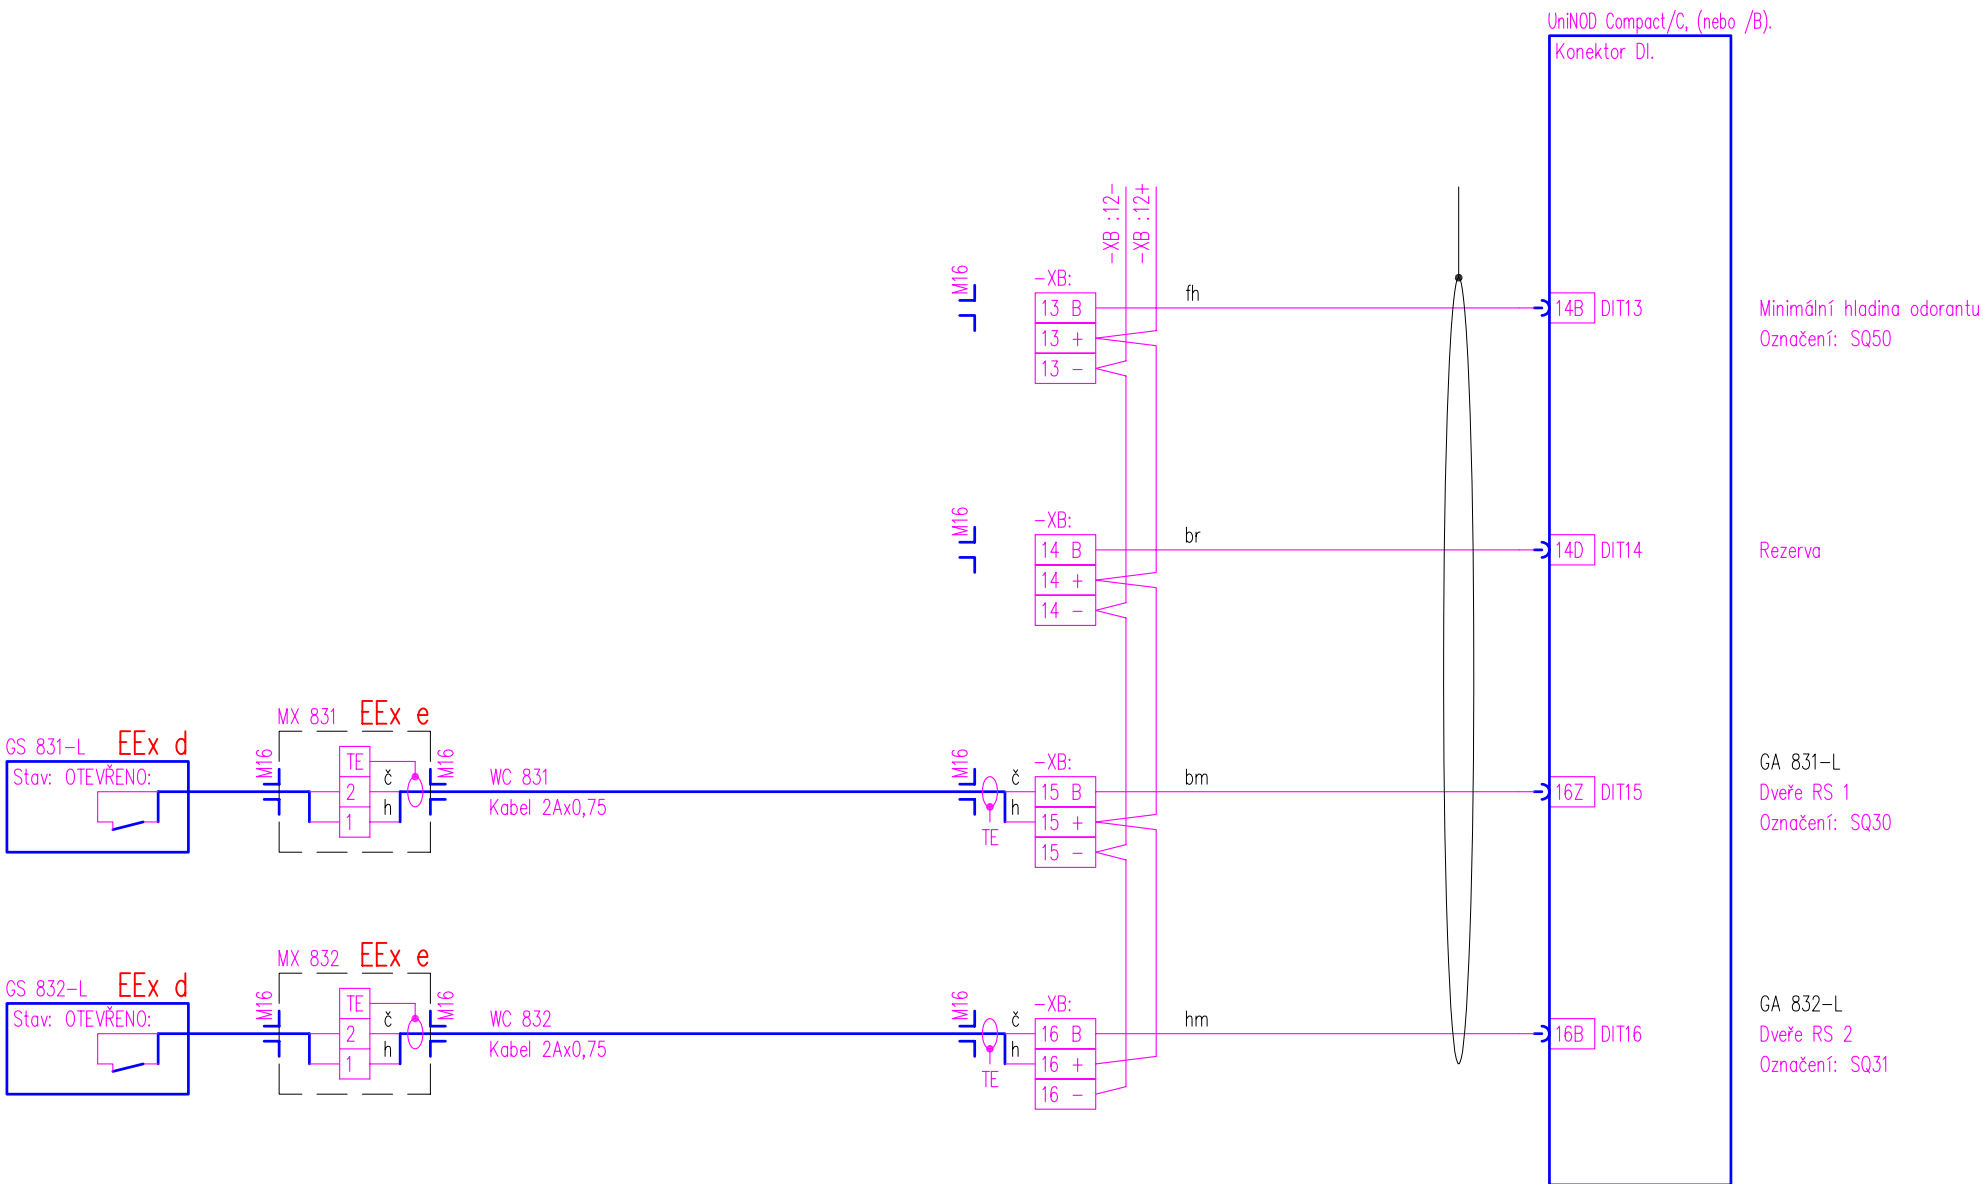 UniNOD Compact/C, (nebo /B).
Konektor DI.
-XB :12-
-XB :12+
M16
-XB:
13 B
13 +
13 -
fh
14B
DIT13
Minimální hladina odorantu
Označení: SQ50
M16
-XB:
14 B
14 +
14 -
br
14D
DIT14
Rezerva
GS 831-L
EEx d
Stav: OTEVŘENO:
MX 831
EEx e
M16
TE
2
1
č
h
M16
WC 831
Kabel 2Ax0,75
M16
TE
č
h
-XB:
15 B
15 +
15 -
bm
16Z
DIT15
GA 831-L
Dveře RS 1
Označení: SQ30
GS 832-L
EEx d
Stav: OTEVŘENO:
MX 832
EEx e
M16
TE
2
1
č
h
M16
WC 832
Kabel 2Ax0,75
M16
TE
č
h
-XB:
16 B
16 +
16 -
hm
16B
DIT16
GA 832-L
Dveře RS 2
Označení: SQ31